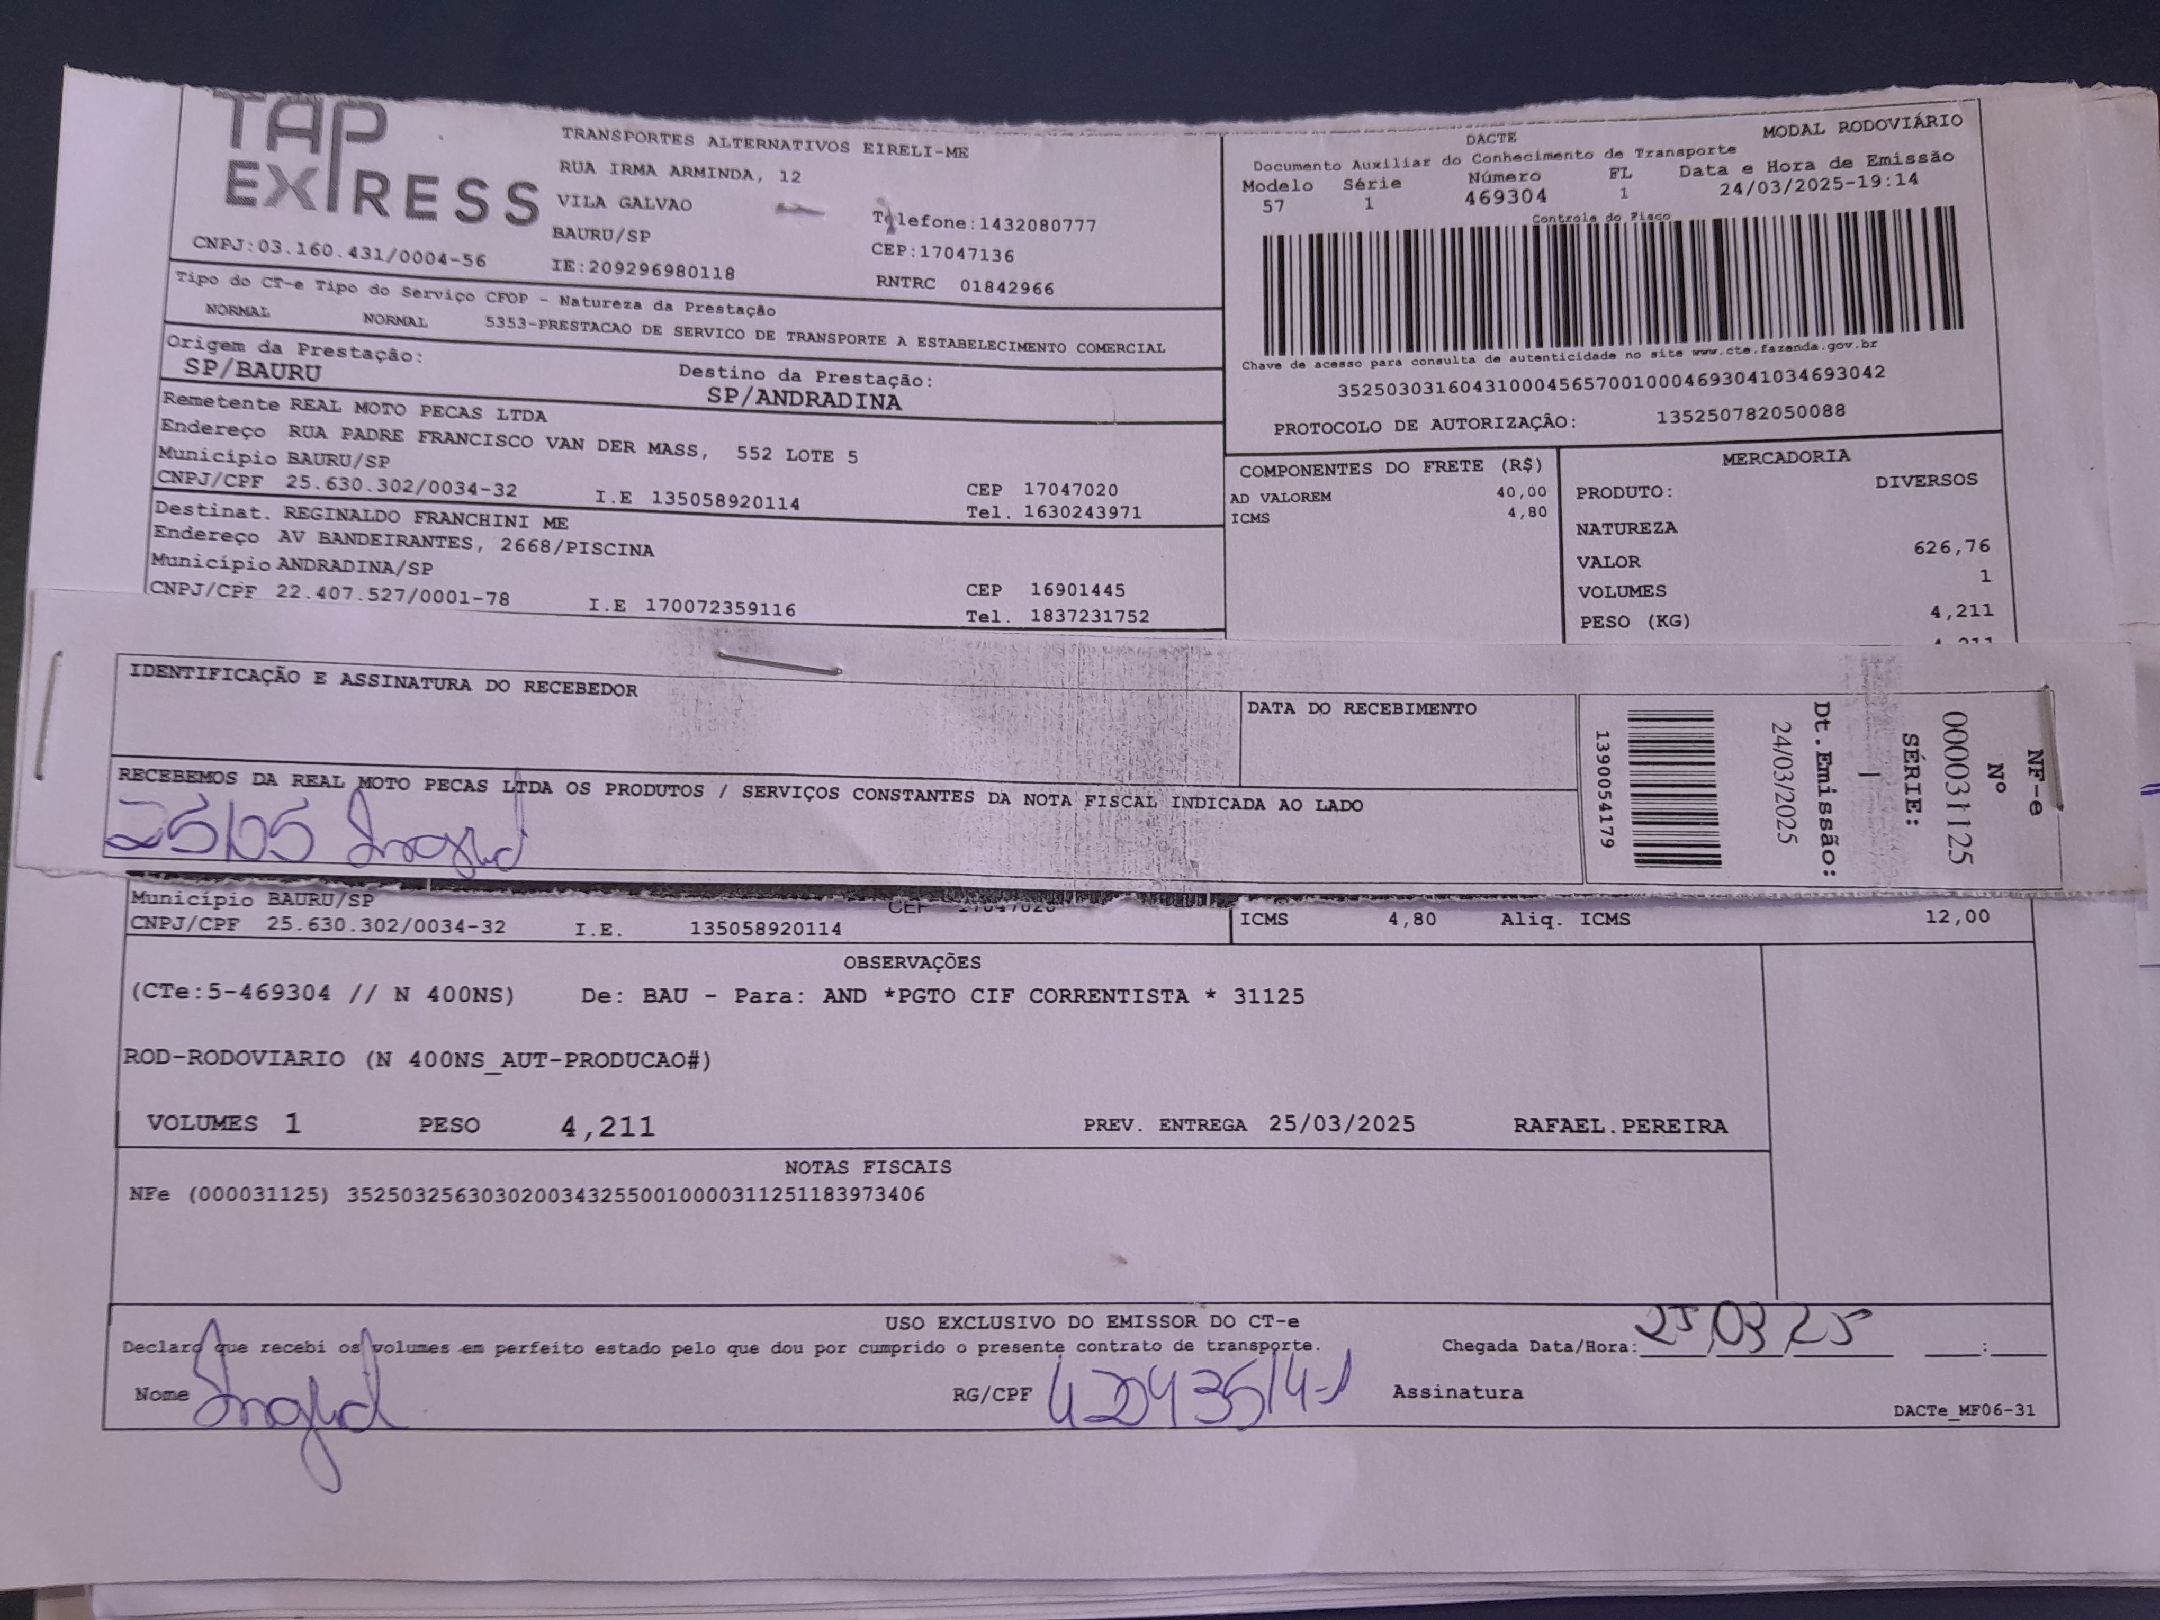 TAP EXPRESS
TRANSPORTES ALTERNATIVOS EIRELI-ME
RUA IRMA ARMINDA, 12
VILA GALVAO
Telefone:1432080777
BAURU/SP
CEP:17047136
CNPJ:03.160.431/0004-56
IE:209296980118
RNTRC 01842966
Tipo do CT-e Tipo do Serviço CFOP - Natureza da Prestação
NORMAL NORMAL 5353-PRESTACAO DE SERVICO DE TRANSPORTE A ESTABELECIMENTO COMERCIAL
Origem da Prestação:
SP/BAURU
Destino da Prestação:
SP/ANDRADINA
Remetente REAL MOTO PECAS LTDA
Endereço RUA PADRE FRANCISCO VAN DER MASS, 552 LOTE 5
Município BAURU/SP
CEP 17047020
CNPJ/CPF 25.630.302/0034-32 I.E 135058920114 Tel. 1630243971
Destinat. REGINALDO FRANCHINI ME
Endereço AV BANDEIRANTES, 2668/PISCINA
Município ANDRADINA/SP
CEP 16901445
CNPJ/CPF 22.407.527/0001-78 I.E 170072359116 Tel. 1837231752
DACTE MODAL RODOVIÁRIO
Documento Auxiliar do Conhecimento de Transporte
Modelo Série Número FL Data e Hora de Emissão
57 1 469304 1 24/03/2025-19:14
Controle do Fisco
Chave de acesso para consulta de autenticidade no site www.cte.fazenda.gov.br
35250303160431000456570010004693041034693042
PROTOCOLO DE AUTORIZAÇÃO: 135250782050088
COMPONENTES DO FRETE (R$)
AD VALOREM 40,00
ICMS 4,80
MERCADORIA
PRODUTO: DIVERSOS
NATUREZA
VALOR 626,76
VOLUMES 1
PESO (KG) 4,211
IDENTIFICAÇÃO E ASSINATURA DO RECEBEDOR
DATA DO RECEBIMENTO
RECEBEMOS DA REAL MOTO PECAS LTDA OS PRODUTOS / SERVIÇOS CONSTANTES DA NOTA FISCAL INDICADA AO LADO
Ingrid
NF-e
Nº
000031125
SÉRIE:
1
Dt.Emissão:
24/03/2025
1390054179
Município BAURU/SP
CEP 17047020
CNPJ/CPF 25.630.302/0034-32 I.E. 135058920114
ICMS 4,80 Aliq. ICMS 12,00
OBSERVAÇÕES
(CTe:5-469304 // N 400NS) De: BAU - Para: AND *PGTO CIF CORRENTISTA * 31125
ROD-RODOVIARIO (N 400NS_AUT-PRODUCAO#)
VOLUMES 1 PESO 4,211 PREV. ENTREGA 25/03/2025 RAFAEL.PEREIRA
NOTAS FISCAIS
NFe (000031125) 35250325630302003432550010000311251183973406
USO EXCLUSIVO DO EMISSOR DO CT-e
Declaro que recebi os volumes em perfeito estado pelo que dou por cumprido o presente contrato de transporte.
Chegada Data/Hora: 25/03/25
Nome Ingrid RG/CPF Assinatura
DACTe_MF06-31